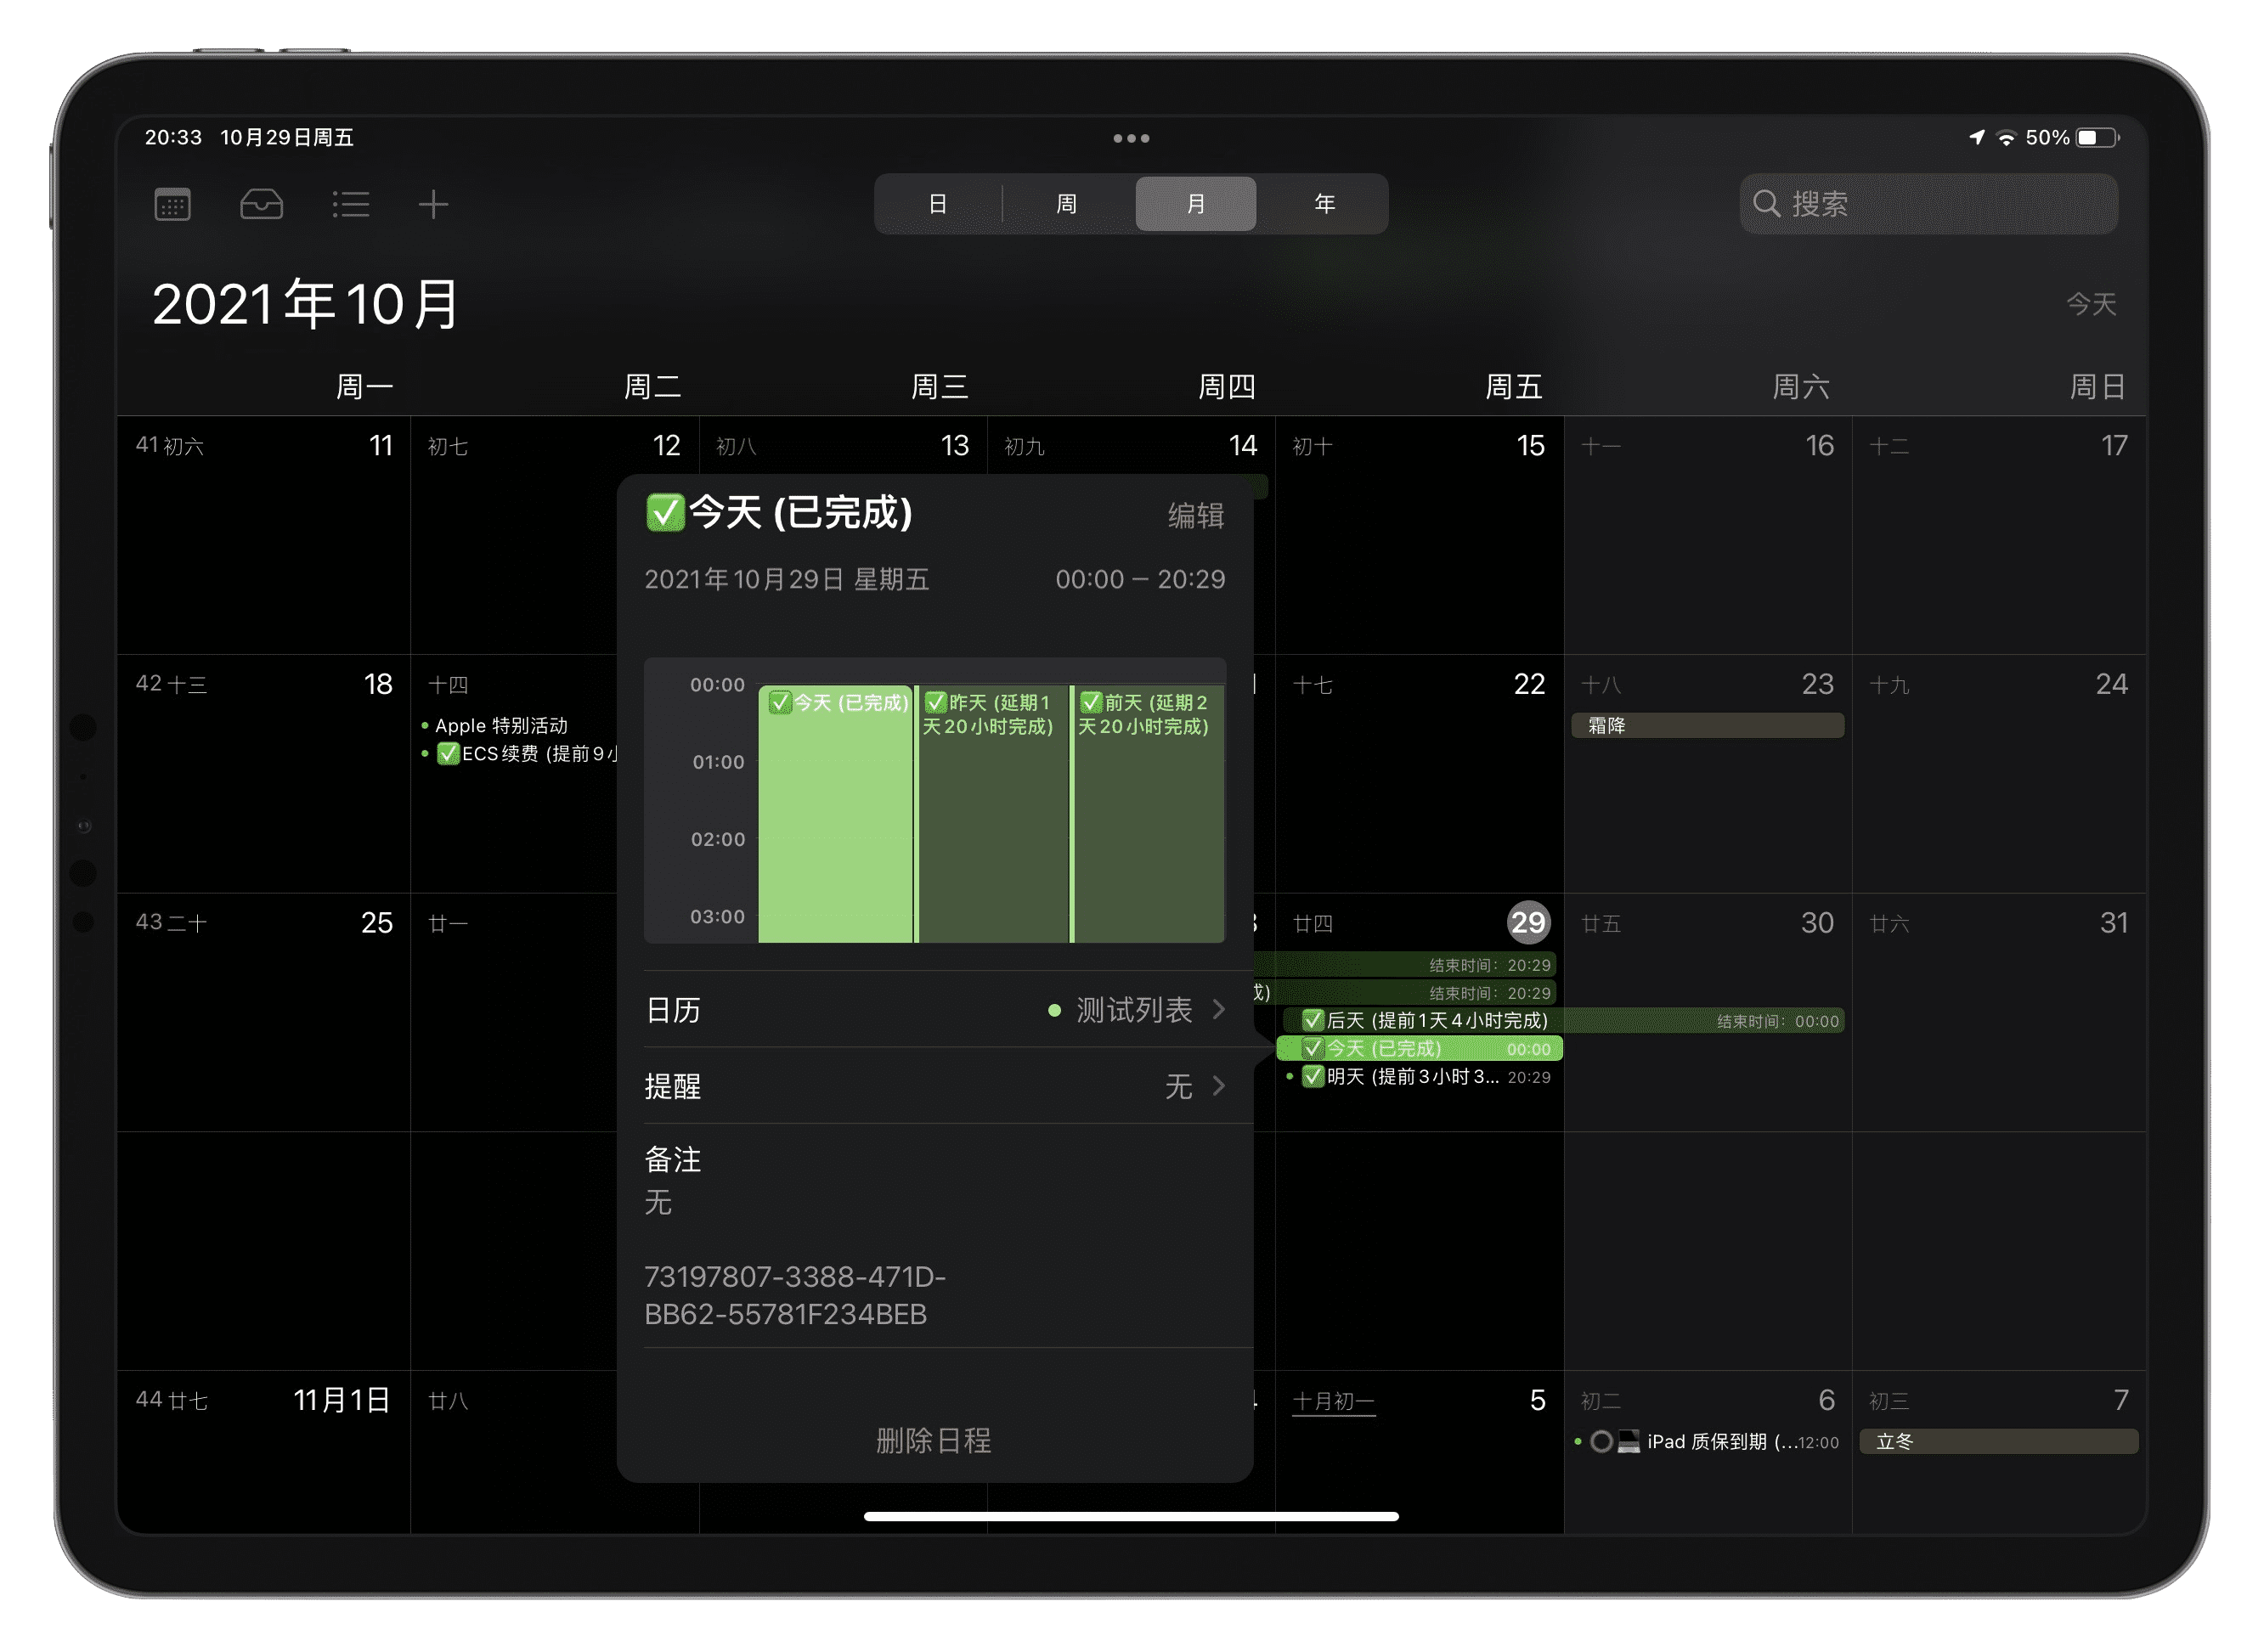 20:33 10月29日周五
50%
日 周 月 年
搜索
2021年10月
今天
周一 周二 周三 周四 周五 周六 周日
41 初六 11 初七 12 初八 13 初九 14 初十 15 十一 16 十二 17
✅今天 (已完成) 编辑
2021年10月29日 星期五 00:00 – 20:29
00:00
01:00
02:00
03:00
✅今天 (已完成)
✅昨天 (延期1
天20小时完成)
✅前天 (延期2
天20小时完成)
日历 测试列表
提醒 无
备注
无
73197807-3388-471D-
BB62-55781F234BEB
删除日程
42 十三 18 十四 十七 22 十八 23 十九 24
Apple 特别活动
✅ECS续费 (提前9小
霜降
43 二十 25 廿一 廿四 29 廿五 30 廿六 31
结束时间: 20:29
成) 结束时间: 20:29
✅后天 (提前1天4小时完成) 结束时间: 00:00
✅今天 (已完成) 00:00
✅明天 (提前3小时3... 20:29
44 廿七 11月1日 廿八 十月初一 5 初二 6 初三 7
iPad 质保到期 (...12:00
立冬